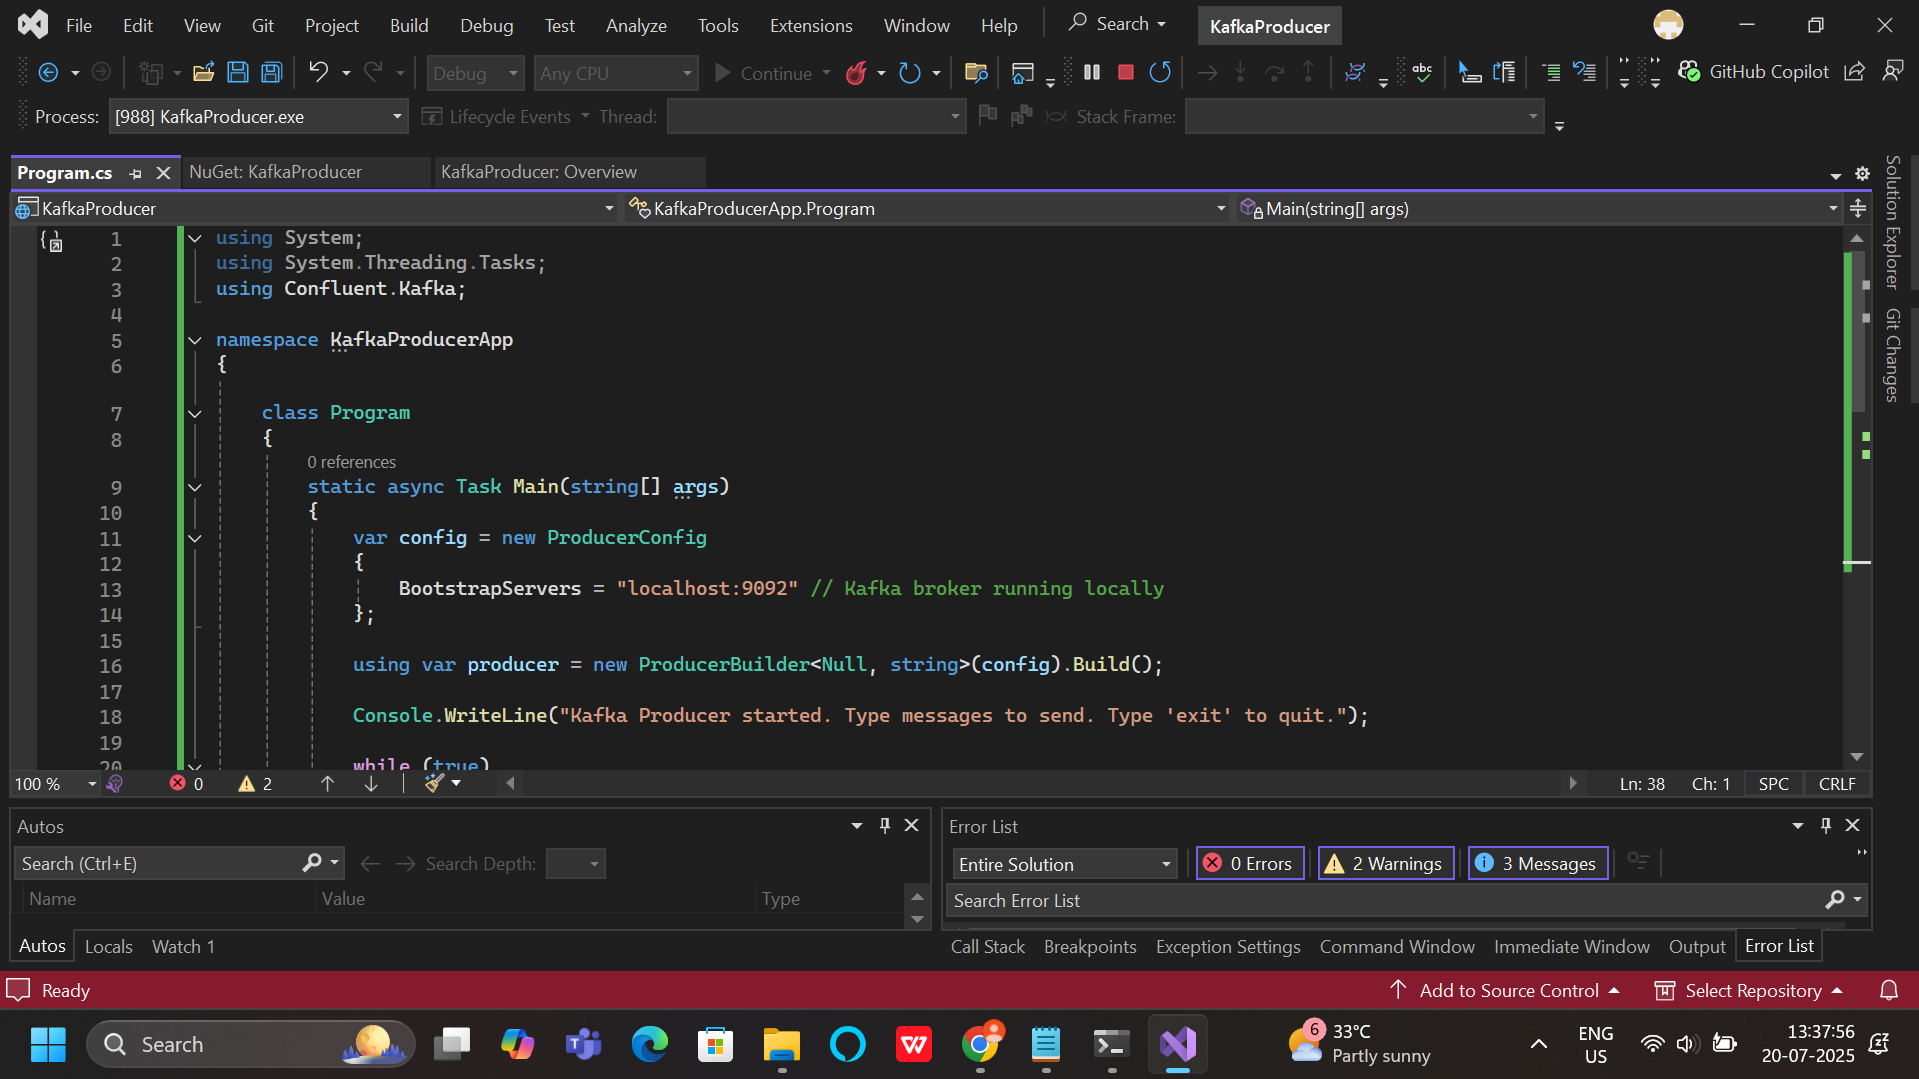 File Edit View Git Project Build Debug Test Analyze Tools Extensions Window Help Search KafkaProducer
Debug Any CPU Continue GitHub Copilot
Process: [988] KafkaProducer.exe Lifecycle Events Thread: Stack Frame:
Program.cs NuGet: KafkaProducer KafkaProducer: Overview
KafkaProducer KafkaProducerApp.Program Main(string[] args)
Solution Explorer
Git Changes
1 using System;
2 using System.Threading.Tasks;
3 using Confluent.Kafka;
4
5 namespace KafkaProducerApp
6 {
7 class Program
8 {
0 references
9 static async Task Main(string[] args)
10 {
11 var config = new ProducerConfig
12 {
13 BootstrapServers = "localhost:9092" // Kafka broker running locally
14 };
15
16 using var producer = new ProducerBuilder<Null, string>(config).Build();
17
18 Console.WriteLine("Kafka Producer started. Type messages to send. Type 'exit' to quit.");
19
20 while (true)
100 % 0 2 Ln: 38 Ch: 1 SPC CRLF
Autos
Search (Ctrl+E) Search Depth:
Name Value Type
Autos Locals Watch 1
Error List
Entire Solution 0 Errors 2 Warnings 3 Messages
Search Error List
Call Stack Breakpoints Exception Settings Command Window Immediate Window Output Error List
Ready Add to Source Control Select Repository
Search
6 33°C
Partly sunny
ENG
US
13:37:56
20-07-2025